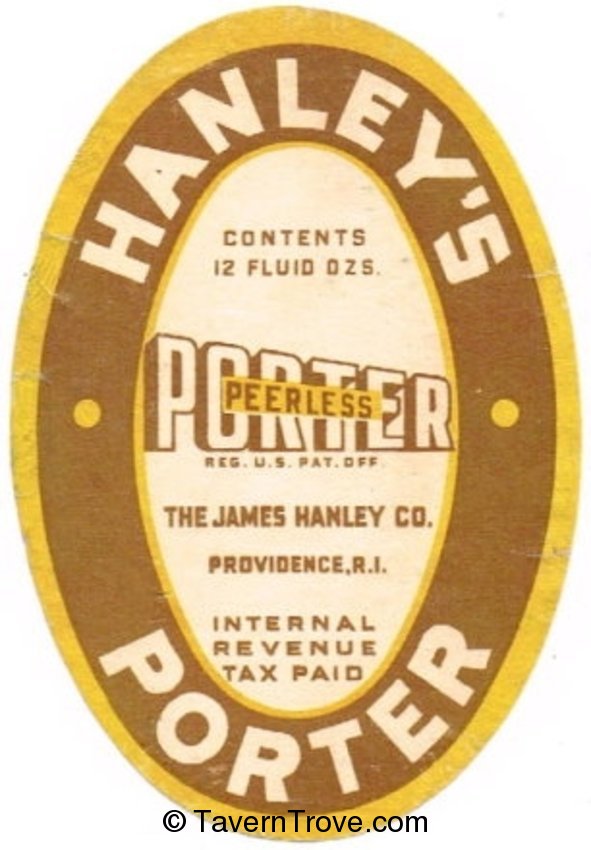 HANLEY'S
CONTENTS
12 FLUID OZS.
PORTER
PEERLESS
REG. U.S. PAT. OFF.
THE JAMES HANLEY CO.
PROVIDENCE, R.I.
INTERNAL
REVENUE
TAX PAID
PORTER
© TavernTrove.com